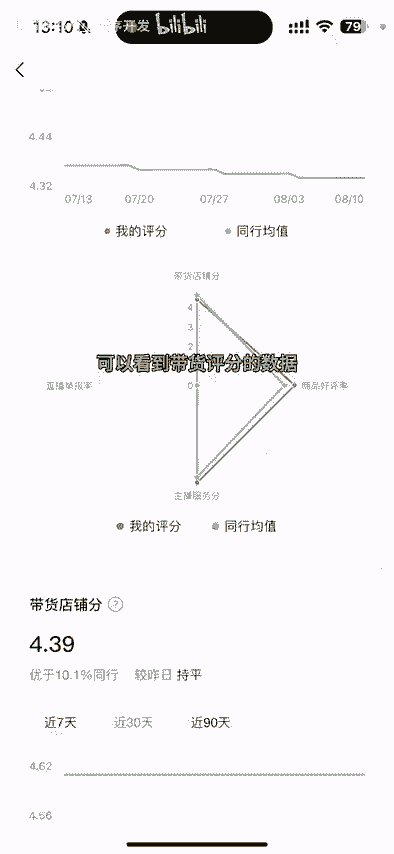 13:10 序开发 bilibili 79
4.44
4.32
07/13 07/20 07/27 08/03 08/10
我的评分 同行均值
带货店铺分
4
3
2
可以看到带货评分的数据
直播举报率 0 商品好评率
主播服务分
我的评分 同行均值
带货店铺分 ?
4.39
优于10.1%同行 较昨日 持平
近7天 近30天 近90天
4.62
4.56